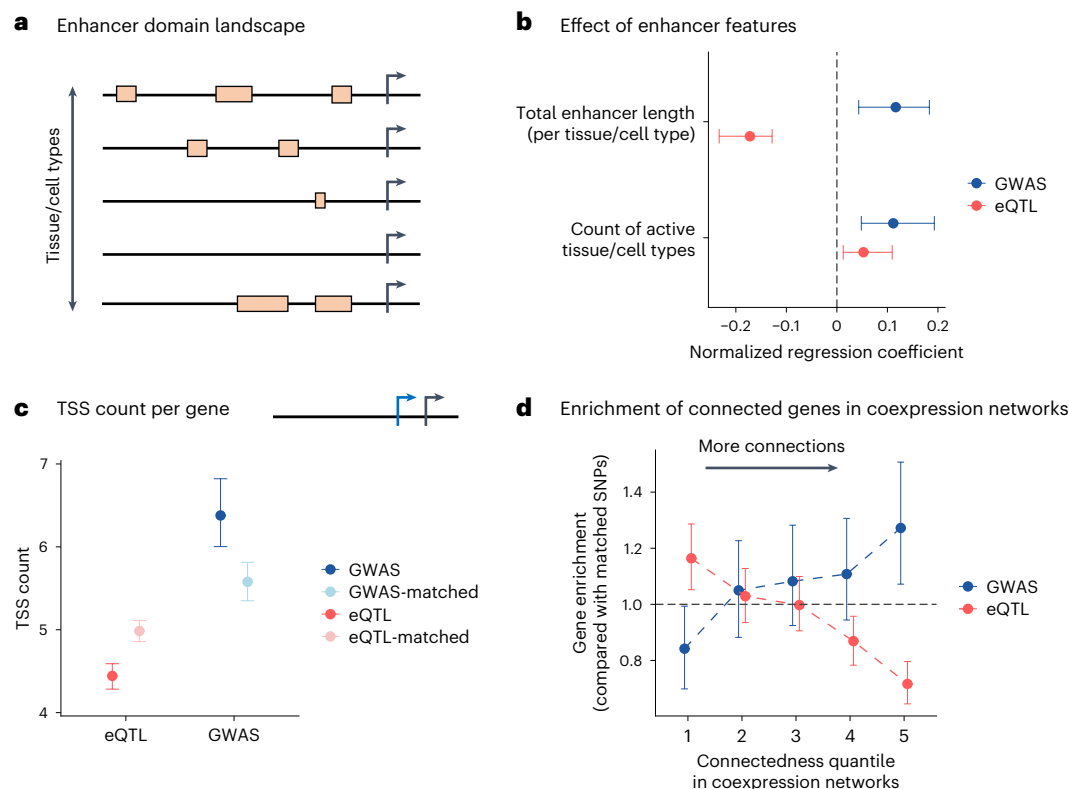 a Enhancer domain landscape
Tissue/cell types
b Effect of enhancer features
Total enhancer length
(per tissue/cell type)
Count of active
tissue/cell types
GWAS
eQTL
−0.2 −0.1 0 0.1 0.2
Normalized regression coefficient
c TSS count per gene
7
6
5
4
TSS count
eQTL GWAS
GWAS
GWAS-matched
eQTL
eQTL-matched
d Enrichment of connected genes in coexpression networks
More connections
Gene enrichment
(compared with matched SNPs)
1.4
1.2
1.0
0.8
1 2 3 4 5
Connectedness quantile
in coexpression networks
GWAS
eQTL